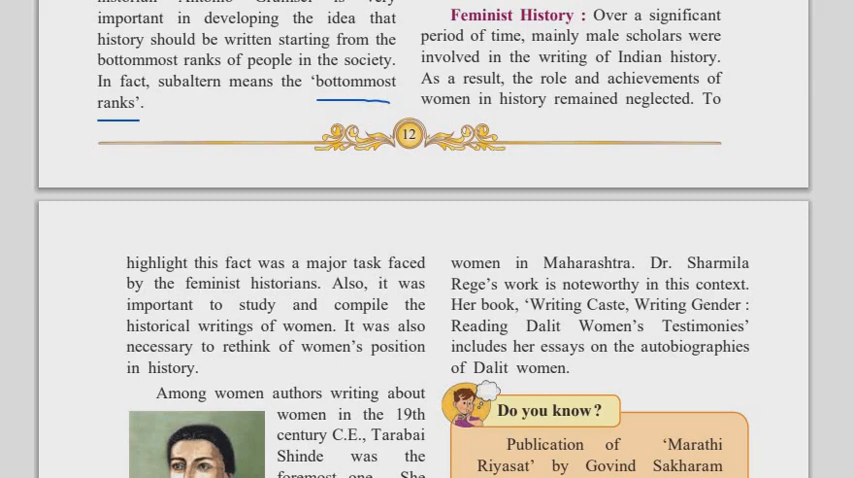 important in developing the idea that
history should be written starting from the
bottommost ranks of people in the society.
In fact, subaltern means the ‘bottommost
ranks’.
Feminist History : Over a significant
period of time, mainly male scholars were
involved in the writing of Indian history.
As a result, the role and achievements of
women in history remained neglected. To
12
highlight this fact was a major task faced
by the feminist historians. Also, it was
important to study and compile the
historical writings of women. It was also
necessary to rethink of women’s position
in history.
Among women authors writing about
women in the 19th
century C.E., Tarabai
Shinde was the
foremost one. She
women in Maharashtra. Dr. Sharmila
Rege’s work is noteworthy in this context.
Her book, ‘Writing Caste, Writing Gender :
Reading Dalit Women’s Testimonies’
includes her essays on the autobiographies
of Dalit women.
Do you know?
Publication of ‘Marathi
Riyasat’ by Govind Sakharam